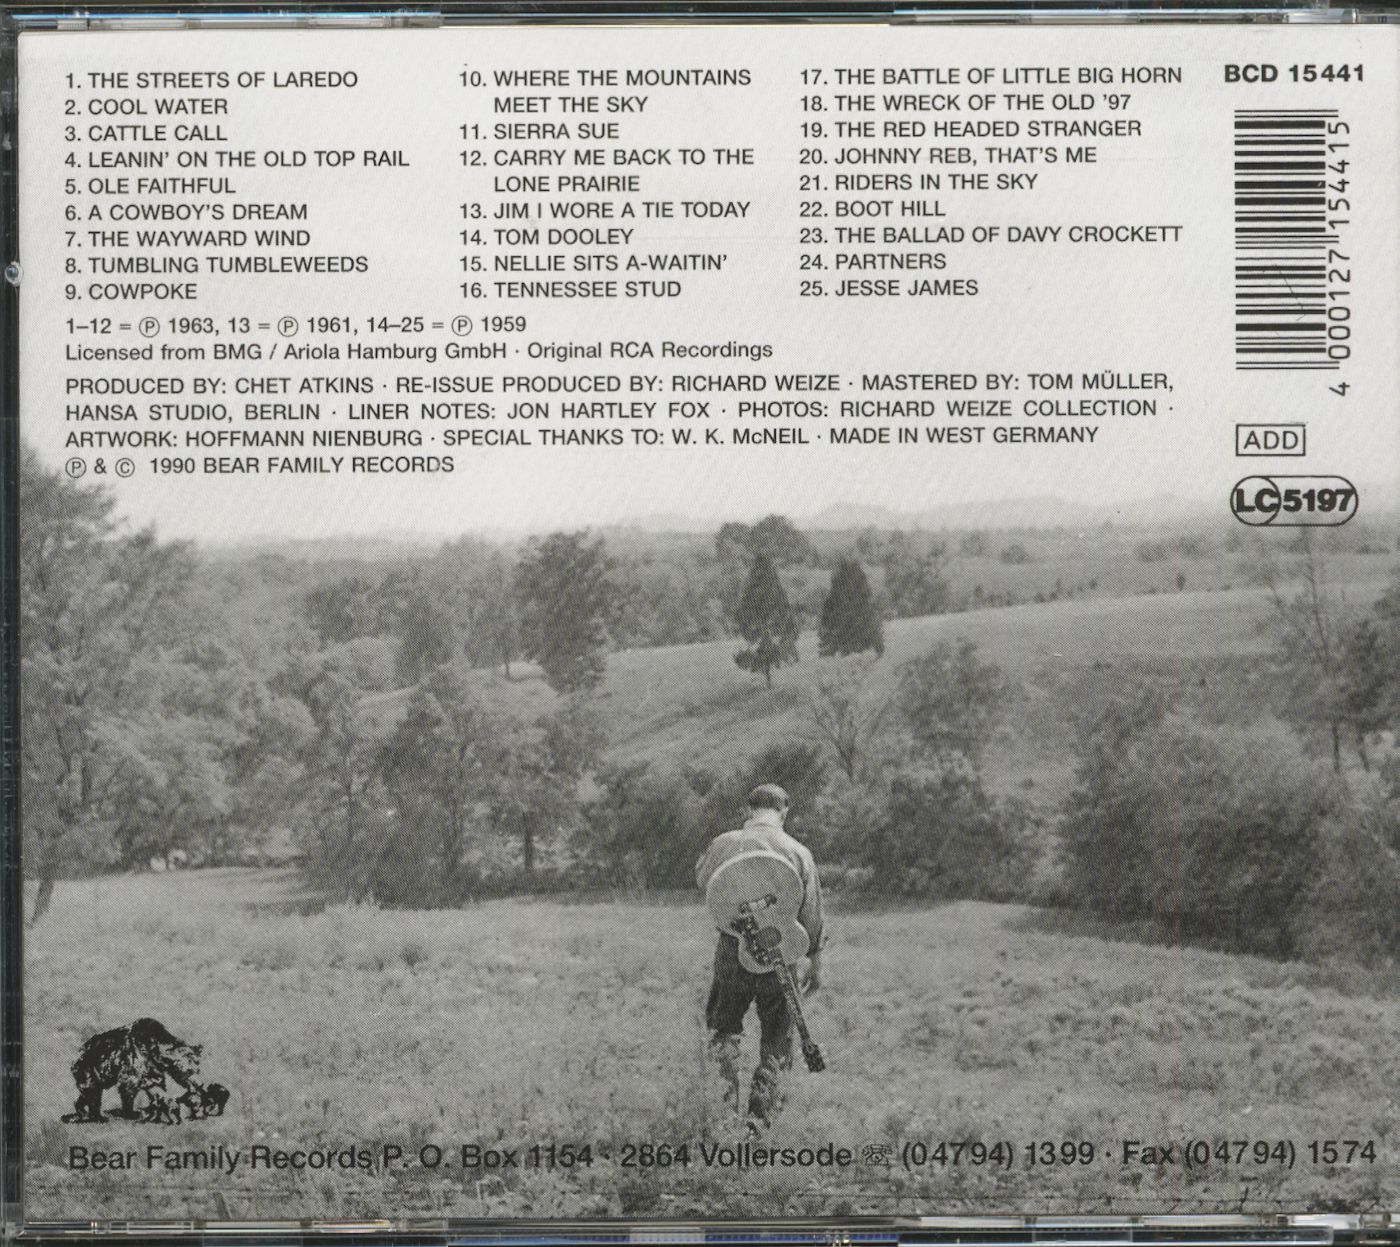 1. THE STREETS OF LAREDO
2. COOL WATER
3. CATTLE CALL
4. LEANIN' ON THE OLD TOP RAIL
5. OLE FAITHFUL
6. A COWBOY'S DREAM
7. THE WAYWARD WIND
8. TUMBLING TUMBLEWEEDS
9. COWPOKE
10. WHERE THE MOUNTAINS
MEET THE SKY
11. SIERRA SUE
12. CARRY ME BACK TO THE
LONE PRAIRIE
13. JIM I WORE A TIE TODAY
14. TOM DOOLEY
15. NELLIE SITS A-WAITIN'
16. TENNESSEE STUD
17. THE BATTLE OF LITTLE BIG HORN
18. THE WRECK OF THE OLD '97
19. THE RED HEADED STRANGER
20. JOHNNY REB, THAT'S ME
21. RIDERS IN THE SKY
22. BOOT HILL
23. THE BALLAD OF DAVY CROCKETT
24. PARTNERS
25. JESSE JAMES
BCD 15441
4 000127 154415
ADD
LC 5197
1–12 = ℗ 1963, 13 = ℗ 1961, 14–25 = ℗ 1959
Licensed from BMG / Ariola Hamburg GmbH · Original RCA Recordings
PRODUCED BY: CHET ATKINS · RE-ISSUE PRODUCED BY: RICHARD WEIZE · MASTERED BY: TOM MÜLLER,
HANSA STUDIO, BERLIN · LINER NOTES: JON HARTLEY FOX · PHOTOS: RICHARD WEIZE COLLECTION ·
ARTWORK: HOFFMANN NIENBURG · SPECIAL THANKS TO: W. K. McNEIL · MADE IN WEST GERMANY
℗ & © 1990 BEAR FAMILY RECORDS
Bear Family Records P. O. Box 1154 · 2864 Vollersode ☏ (04794) 1399 · Fax (04794) 1574